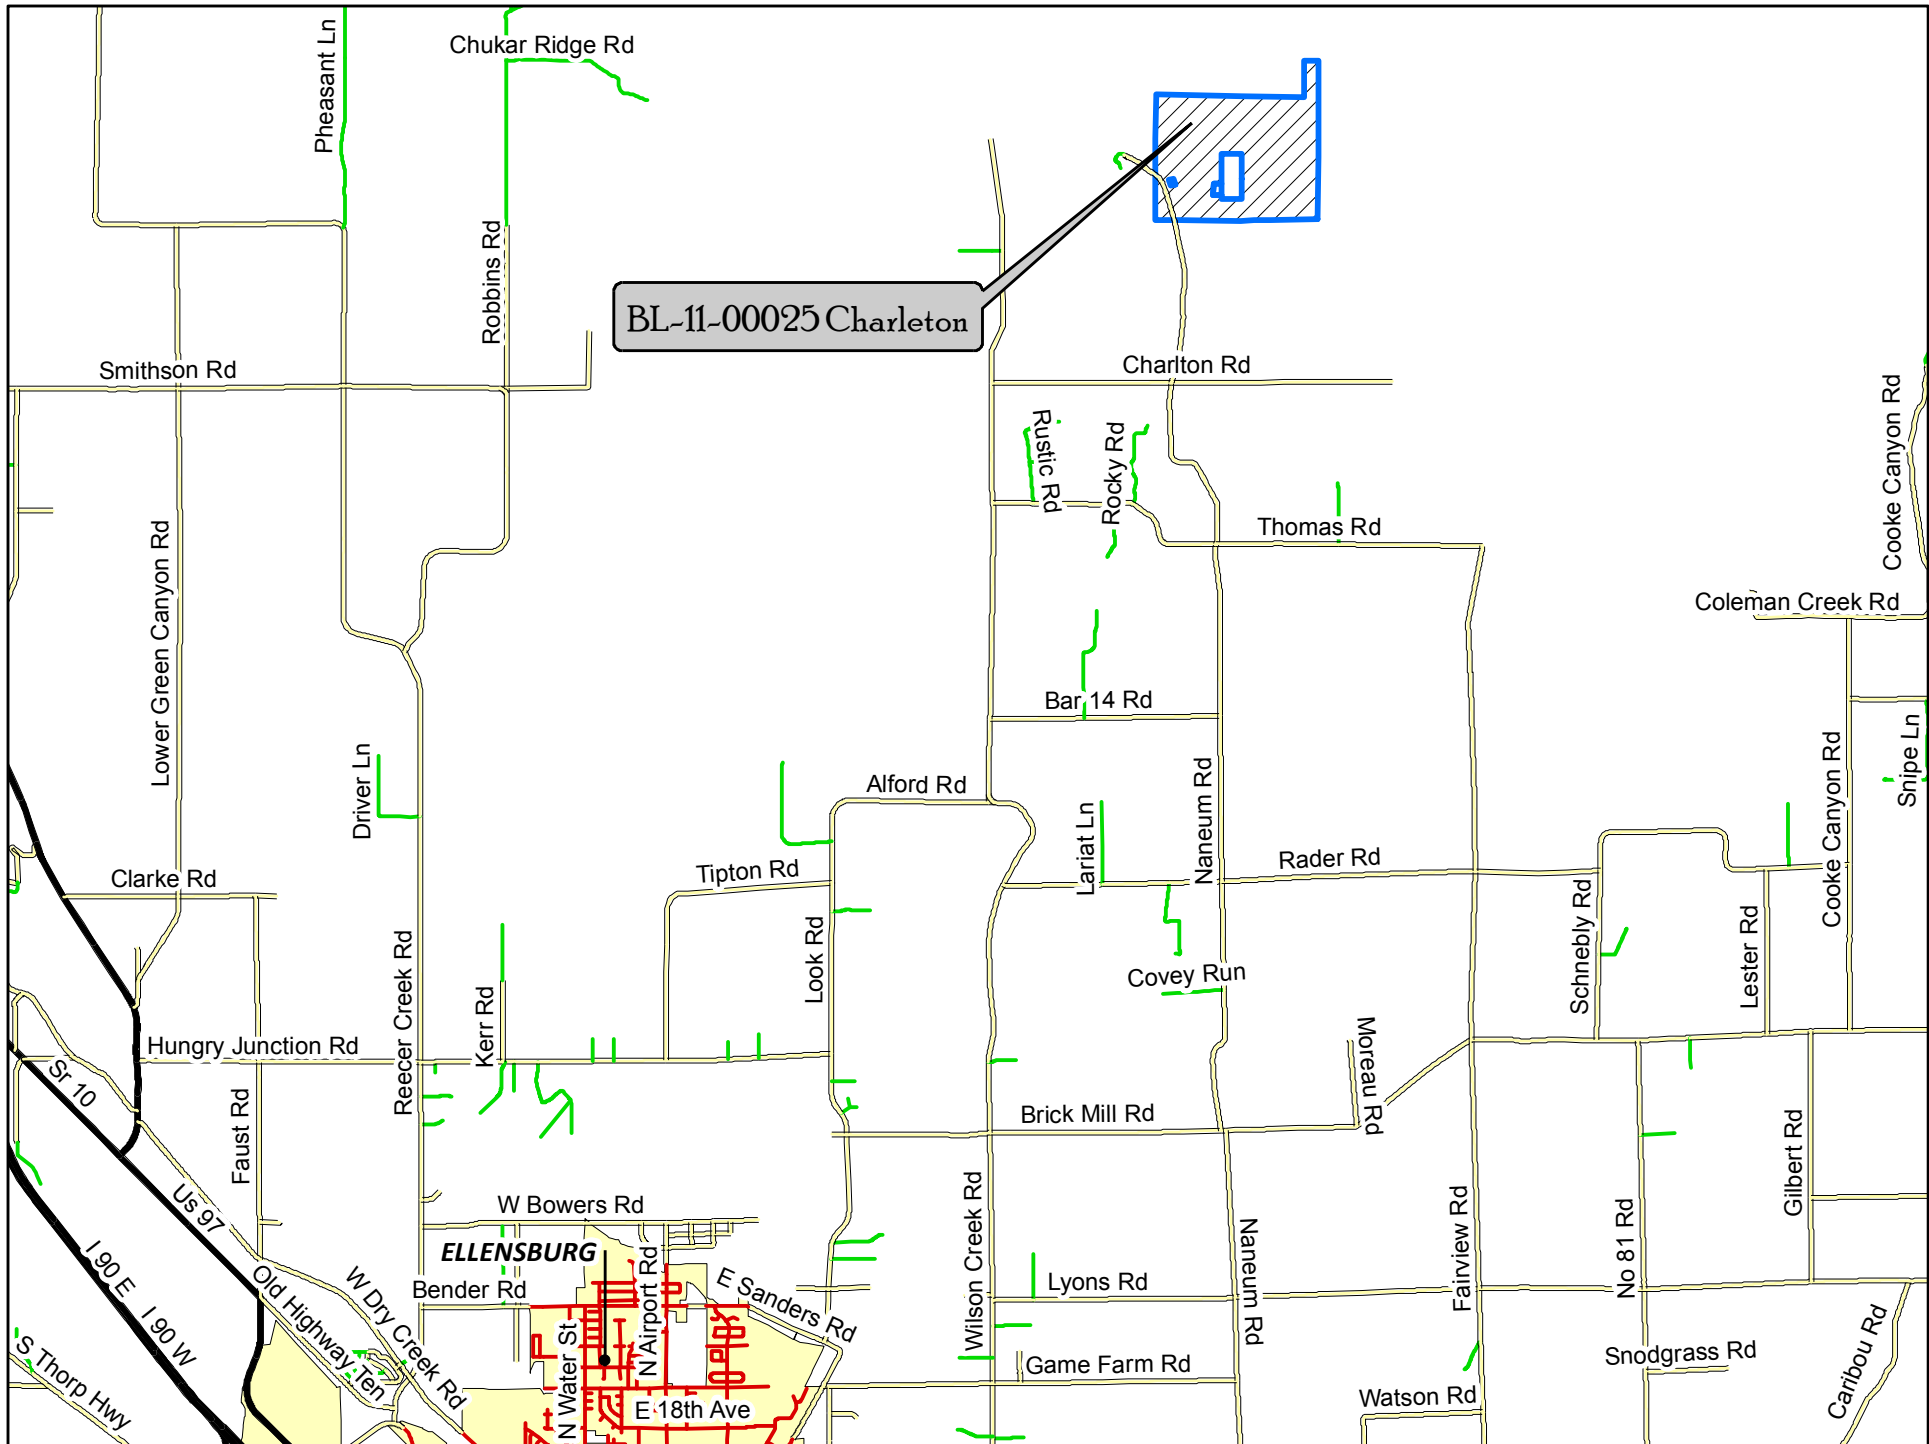 Chukar Ridge Rd
Pheasant Ln
Robbins Rd
BL-11-00025 Charleton
Smithson Rd
Charlton Rd
Rustic Rd
Rocky Rd
Cooke Canyon Rd
Thomas Rd
Lower Green Canyon Rd
Coleman Creek Rd
Bar 14 Rd
Driver Ln
Alford Rd
Naneum Rd
Snipe Ln
Cooke Canyon Rd
Lariat Ln
Clarke Rd
Tipton Rd
Rader Rd
Look Rd
Schnebly Rd
Lester Rd
Reecer Creek Rd
Kerr Rd
Covey Run
Hungry Junction Rd
Moreau Rd
Sr 10
Faust Rd
Brick Mill Rd
Gilbert Rd
Us 97
W Bowers Rd
Wilson Creek Rd
Fairview Rd
No 81 Rd
Naneum Rd
I 90 E
I 90 W
ELLENSBURG
N Airport Rd
Old Highway Ten
W Dry Creek Rd
Bender Rd
E Sanders Rd
Lyons Rd
S Thorp Hwy
N Water St
Game Farm Rd
Snodgrass Rd
Caribou Rd
E 18th Ave
Watson Rd